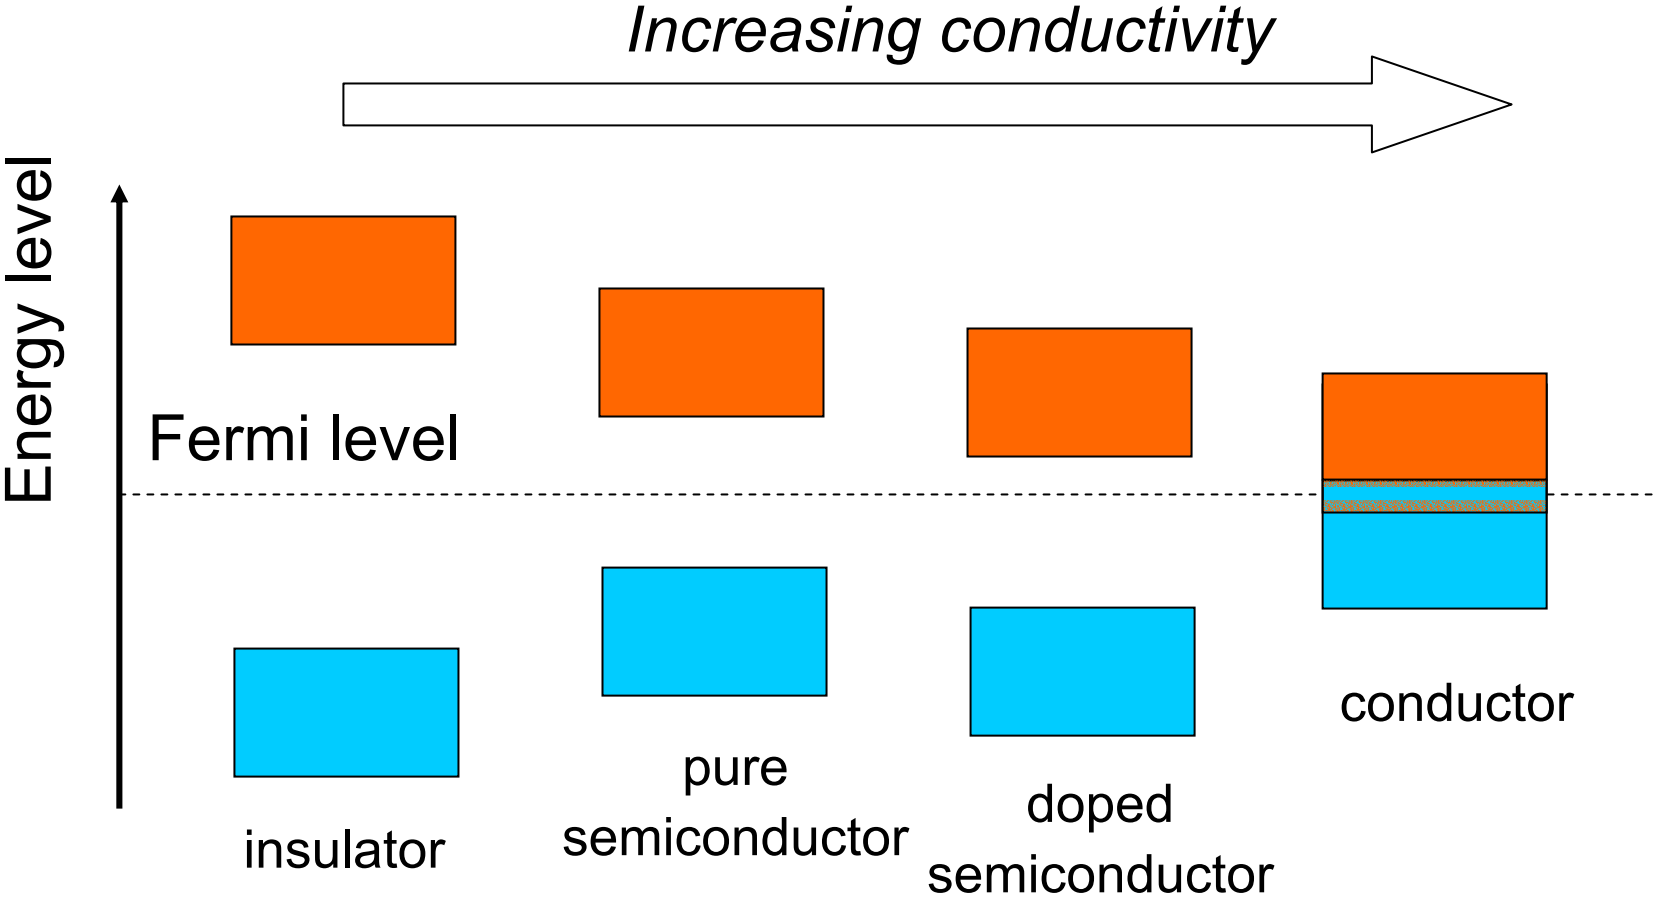 Increasing conductivity
Energy level
Fermi level
insulator
pure
semiconductor
doped
semiconductor
conductor